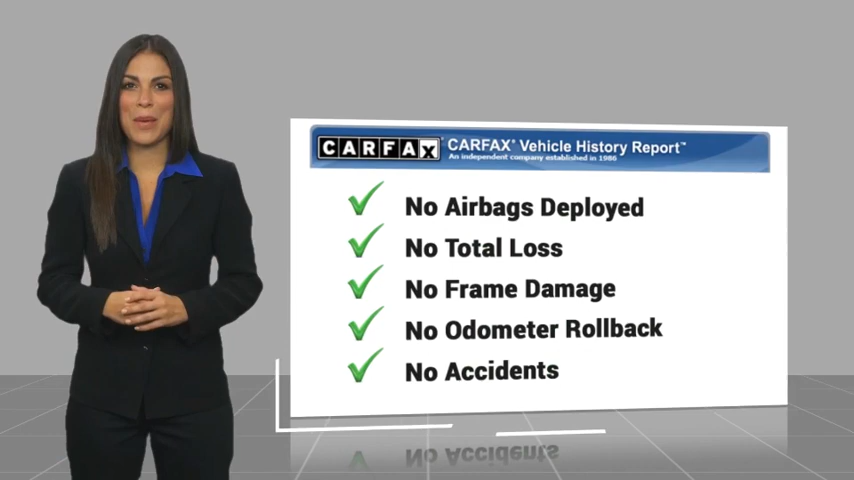 CARFAX CARFAX® Vehicle History Report™
An independent company established in 1986
No Airbags Deployed
No Total Loss
No Frame Damage
No Odometer Rollback
No Accidents
No Accidents